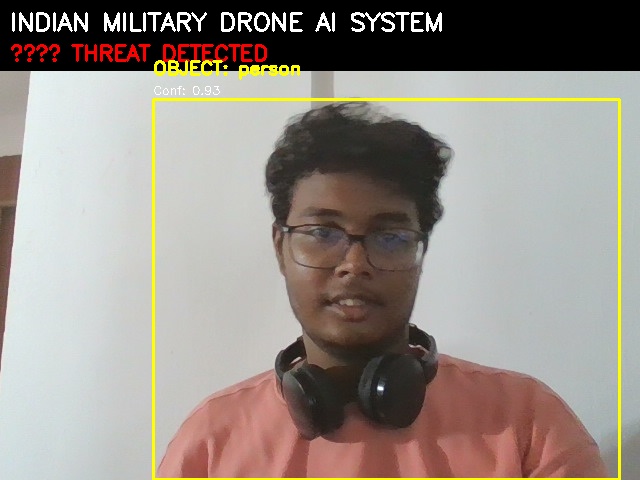 INDIAN MILITARY DRONE AI SYSTEM
???? THREAT DETECTED
OBJECT: person
Conf: 0.93